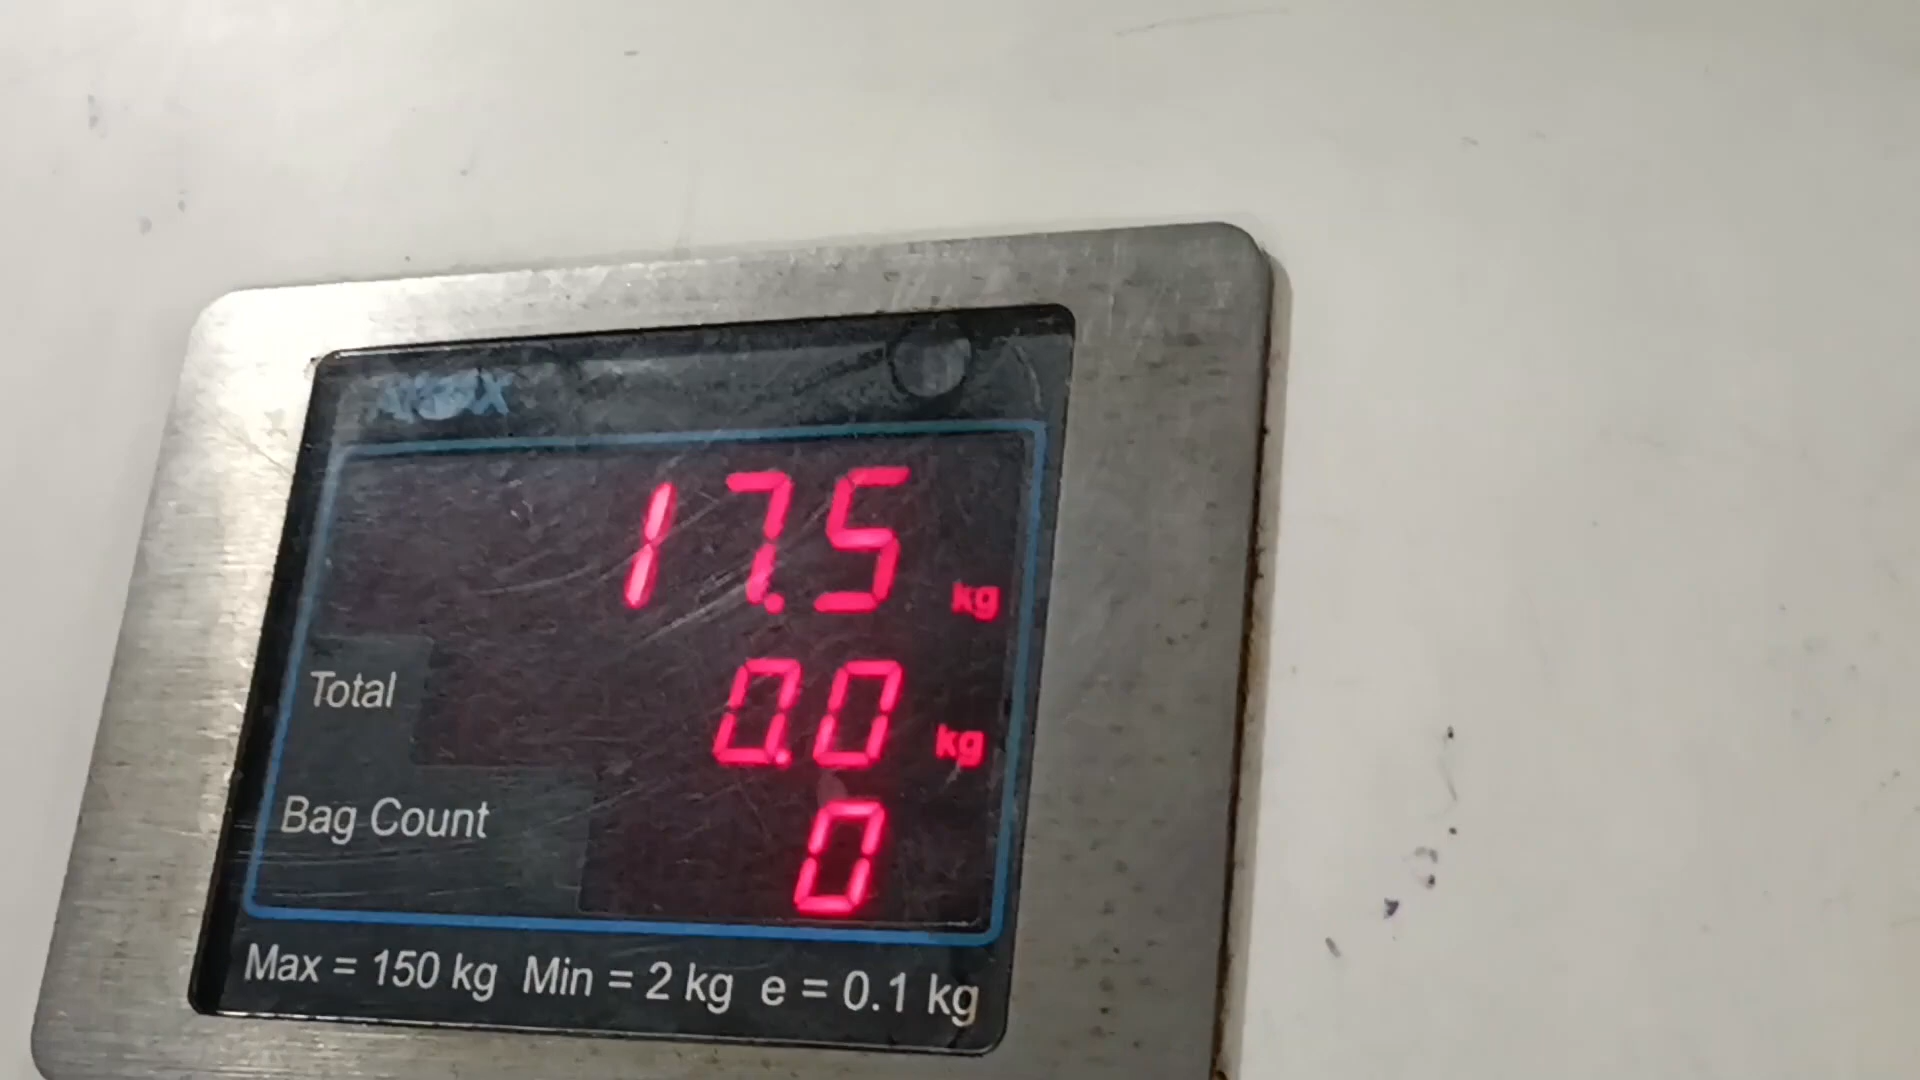 17.5 kg
Total 0.0 kg
Bag Count 0
Max = 150 kg Min = 2 kg e = 0.1 kg